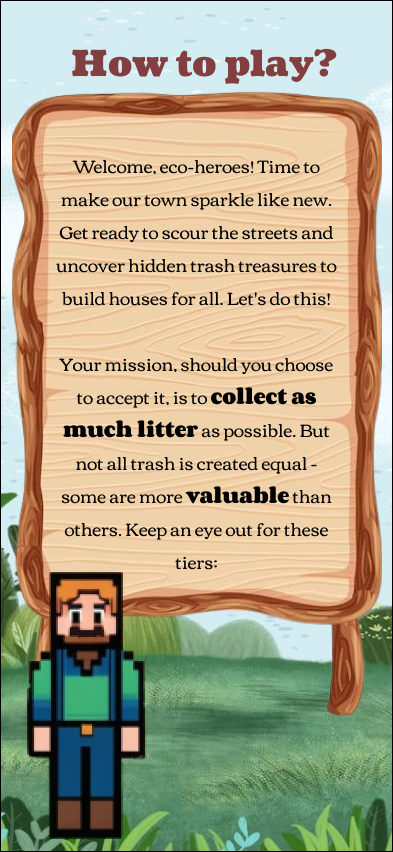 How to play?
Welcome, eco-heroes! Time to
make our town sparkle like new.
Get ready to scour the streets and
uncover hidden trash treasures to
build houses for all. Let's do this!
Your mission, should you choose
to accept it, is to collect as
much litter as possible. But
not all trash is created equal -
some are more valuable than
others. Keep an eye out for these
tiers: